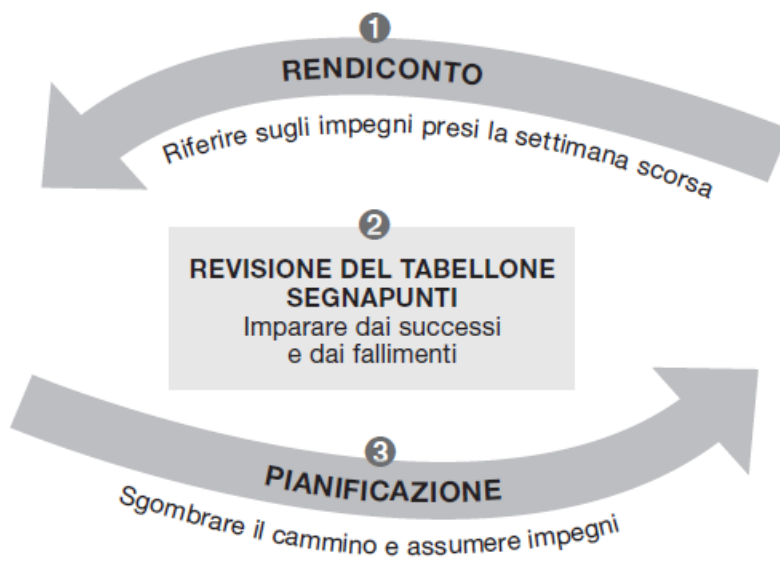 1
RENDICONTO
Riferire sugli impegni presi la settimana scorsa
2
REVISIONE DEL TABELLONE
SEGNAPUNTI
Imparare dai successi
e dai fallimenti
3
PIANIFICAZIONE
Sgombrare il cammino e assumere impegni